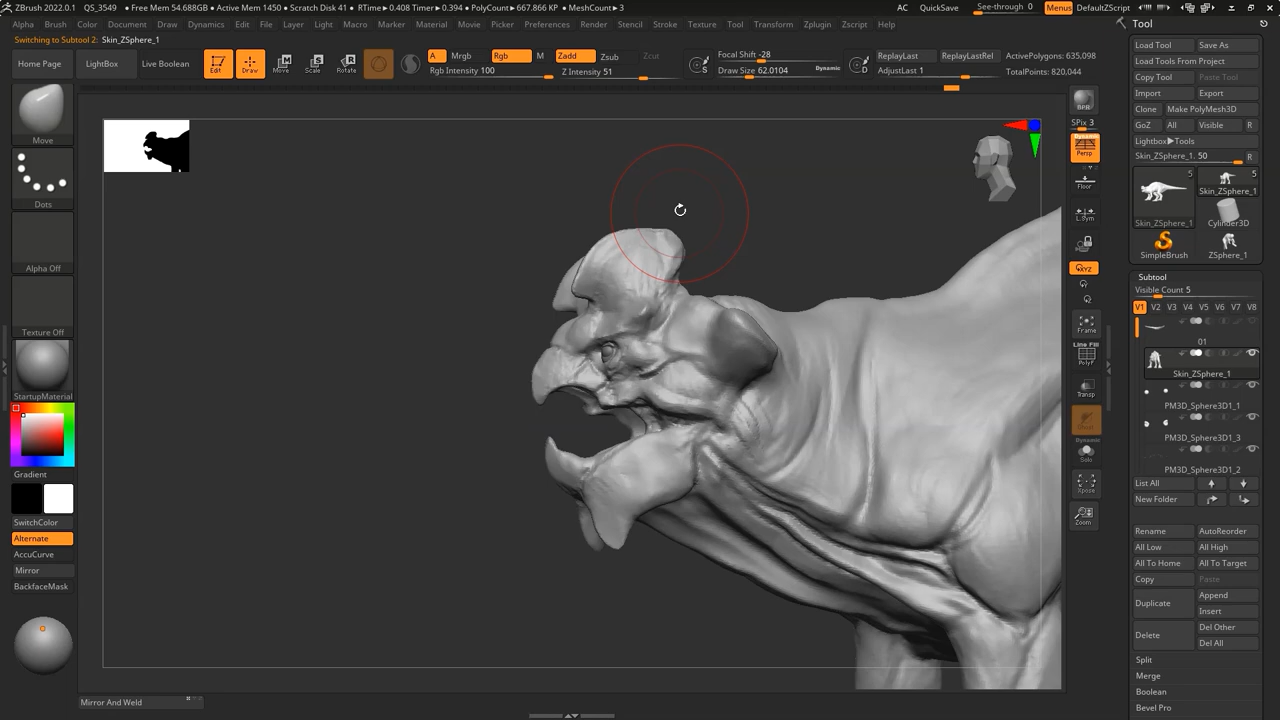 ZBrush 2022.0.1 QS_3549 ● Free Mem 54.688GB ● Active Mem 1450 ● Scratch Disk 41 ● RTime►0.408 Timer►0.394 ● PolyCount►667.866 KP ● MeshCount►3 AC QuickSave See-through 0 Menus DefaultZScript
Alpha Brush Color Document Draw Dynamics Edit File Layer Light Macro Marker Material Movie Picker Preferences Render Stencil Stroke Texture Tool Transform Zplugin Zscript Help
Switching to Subtool 2: Skin_ZSphere_1
Home Page LightBox Live Boolean
Edit Draw Move Scale Rotate
A Mrgb Rgb M Zadd Zsub Zcut
Rgb Intensity 100 Z Intensity 51
S
Focal Shift -28
Draw Size 62.0104 Dynamic
D
ReplayLast ReplayLastRel
AdjustLast 1
ActivePolygons: 635,098
TotalPoints: 820,044
Move
Dots
Alpha Off
Texture Off
StartupMaterial
Gradient
SwitchColor
Alternate
AccuCurve
Mirror
BackfaceMask
Mirror And Weld
BPR
SPix 3
Dynamic
Persp
Floor
L.Sym
XYZ
Frame
Line Fill
PolyF
Transp
Dynamic
Solo
Xpose
Zoom
Tool
Load Tool Save As
Load Tools From Project
Copy Tool Paste Tool
Import Export
Clone Make PolyMesh3D
GoZ All Visible R
Lightbox►Tools
Skin_ZSphere_1. 50 R
5 5
Skin_ZSphere_1
Skin_ZSphere_1 Cylinder3D
SimpleBrush ZSphere_1
Subtool
Visible Count 5
V1 V2 V3 V4 V5 V6 V7 V8
01
Skin_ZSphere_1
PM3D_Sphere3D1_1
PM3D_Sphere3D1_3
PM3D_Sphere3D1_2
List All
New Folder
Rename AutoReorder
All Low All High
All To Home All To Target
Copy Paste
Duplicate Append
Insert
Delete Del Other
Del All
Split
Merge
Boolean
Bevel Pro